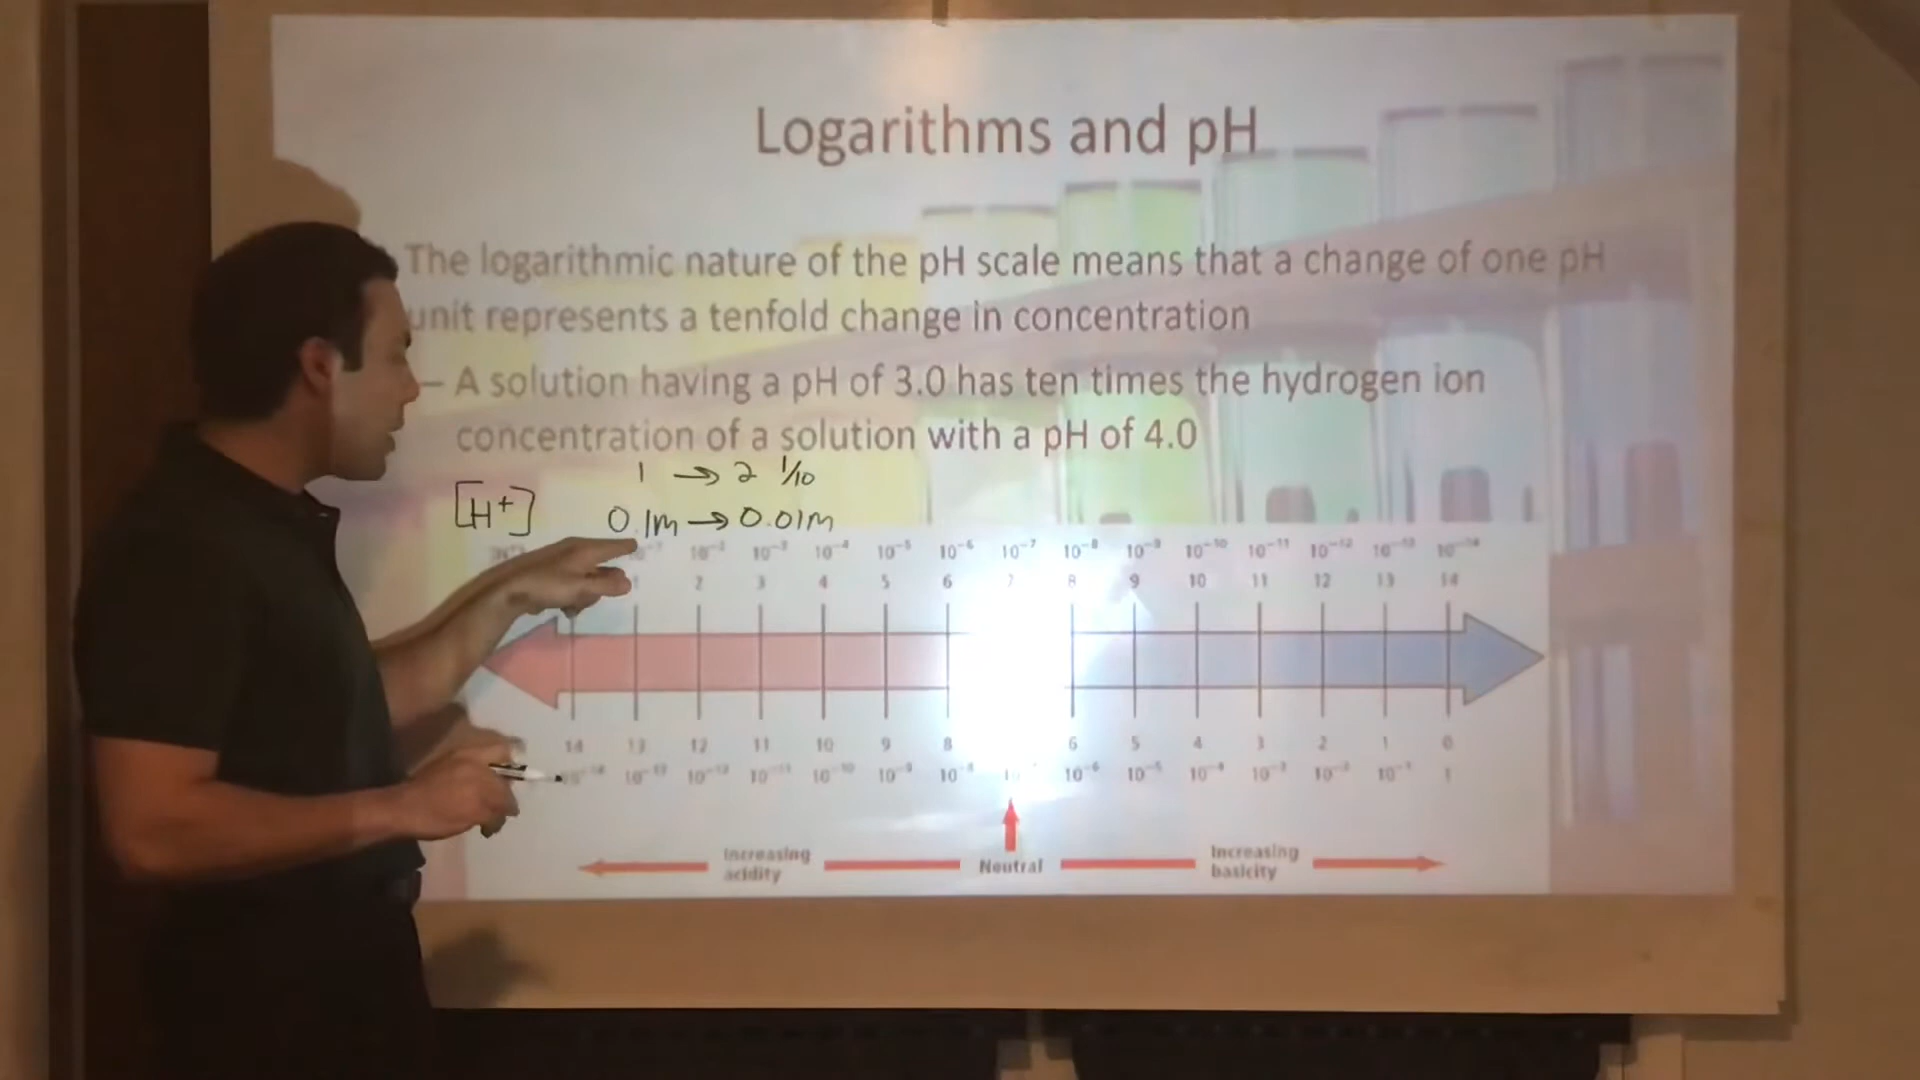 Logarithms and pH
The logarithmic nature of the pH scale means that a change of one pH
unit represents a tenfold change in concentration
– A solution having a pH of 3.0 has ten times the hydrogen ion
concentration of a solution with a pH of 4.0
1 → 2 1/10
[H⁺] 0.1M → 0.01M
10⁻² 10⁻³ 10⁻⁴ 10⁻⁵ 10⁻⁶ 10⁻⁷ 10⁻⁸ 10⁻⁹ 10⁻¹⁰ 10⁻¹¹ 10⁻¹² 10⁻¹³ 10⁻¹⁴
1 2 3 4 5 6 7 8 9 10 11 12 13 14
14 13 12 11 10 9 8 6 5 4 3 2 1 0
10⁻¹⁴ 10⁻¹³ 10⁻¹² 10⁻¹¹ 10⁻¹⁰ 10⁻⁹ 10⁻⁸ 10⁻⁶ 10⁻⁵ 10⁻⁴ 10⁻³ 10⁻² 10⁻¹ 1
Increasing
acidity
Neutral
Increasing
basicity